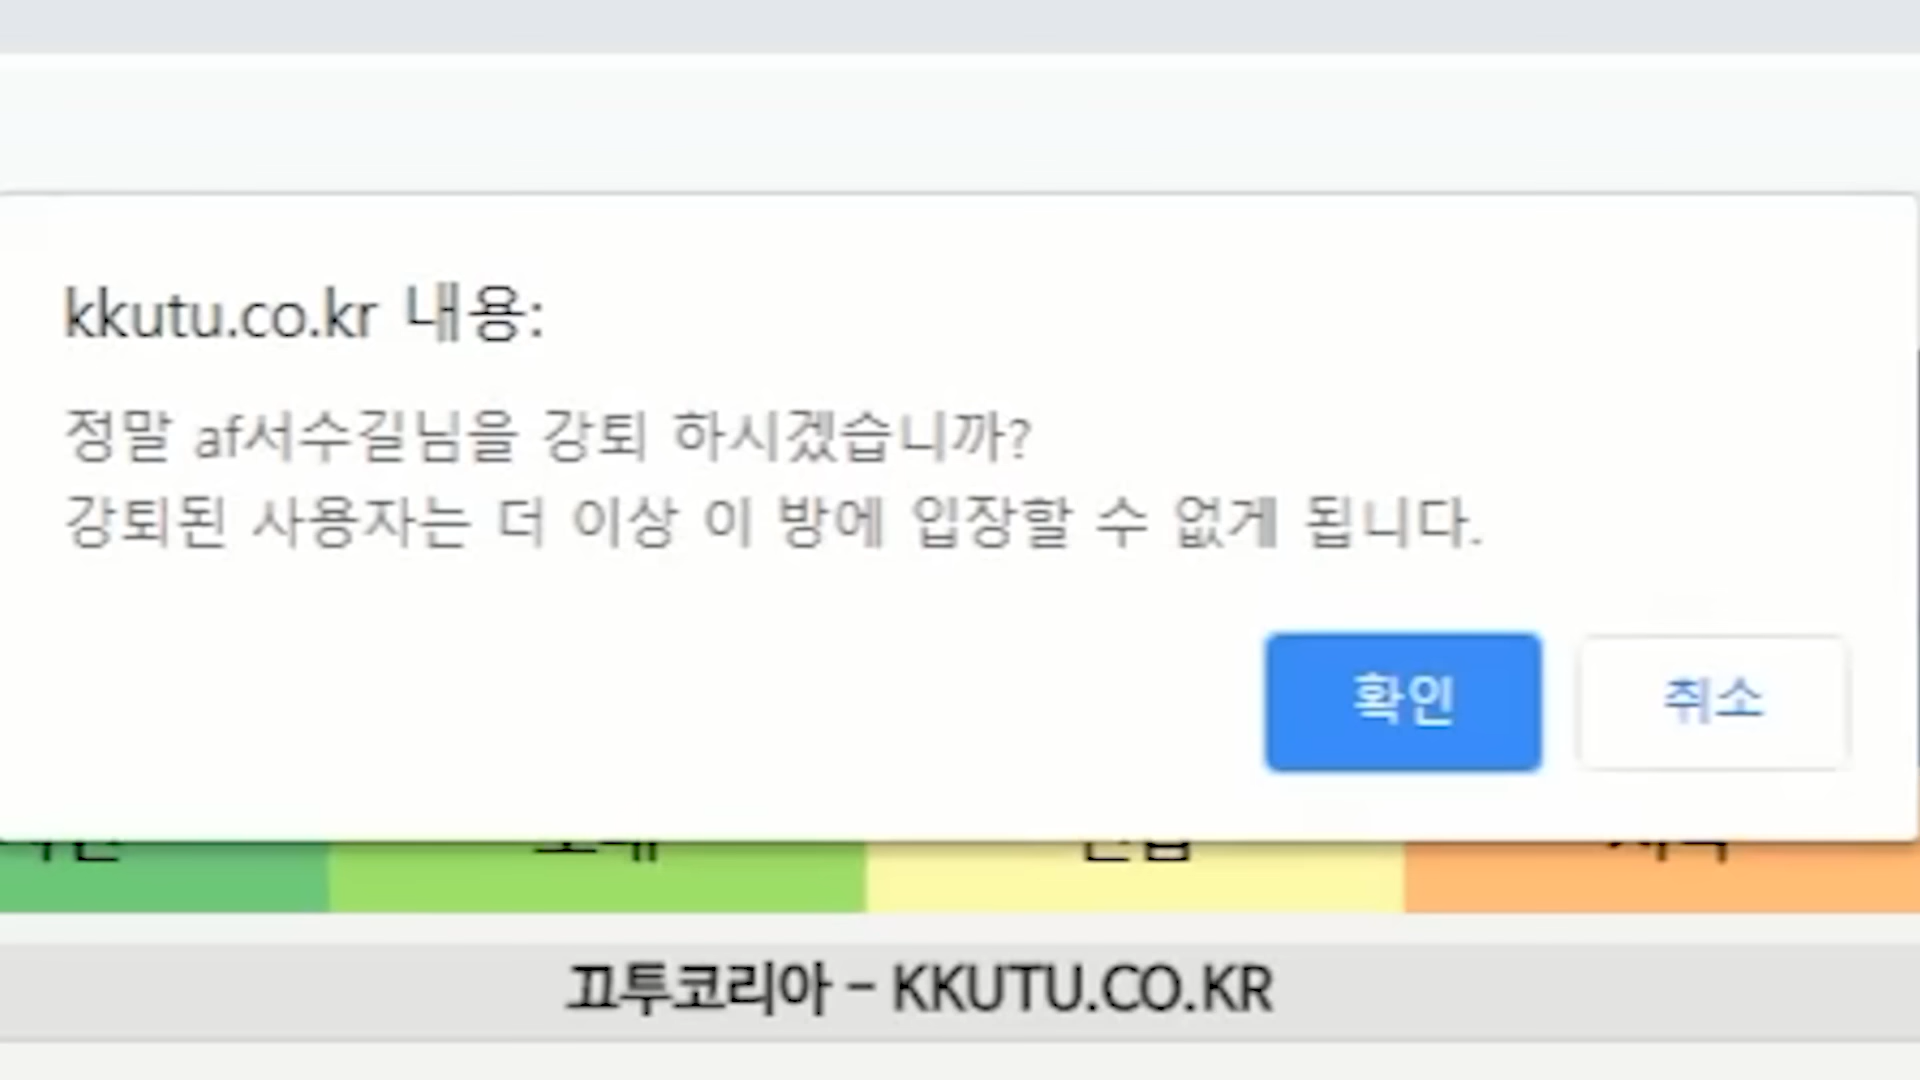 kkutu.co.kr 내용:
정말 af서수길님을 강퇴 하시겠습니까?
강퇴된 사용자는 더 이상 이 방에 입장할 수 없게 됩니다.
확인 취소
끄투코리아 - KKUTU.CO.KR